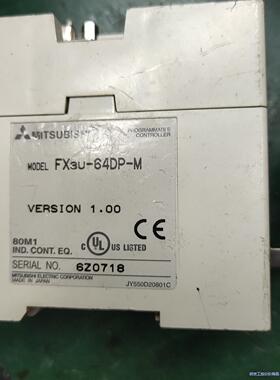 MITSUBISHI
PROGRAMMABLE
CONTROLLER
MODEL FX3U-64DP-M
VERSION 1.00
80M1
IND. CONT. EQ.
C UL US LISTED
CE
SERIAL NO. 6Z0718
MITSUBISHI ELECTRIC CORPORATION
MADE IN JAPAN
JY550D20801C